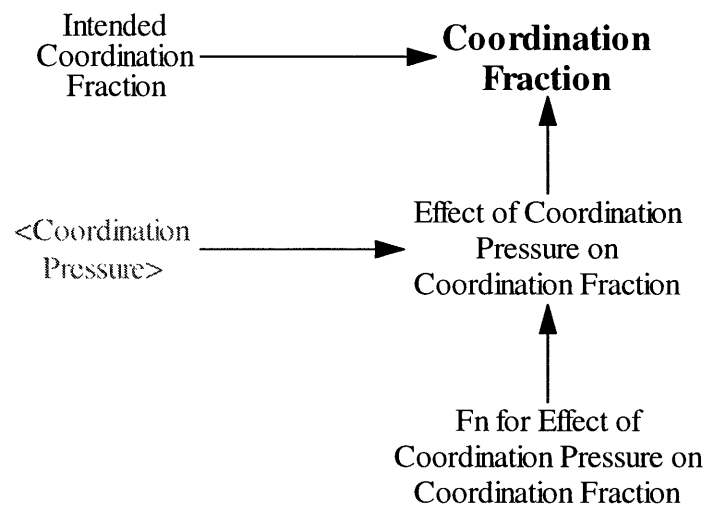 Intended
Coordination
Fraction
Coordination
Fraction
<Coordination
Pressure>
Effect of Coordination
Pressure on
Coordination Fraction
Fn for Effect of
Coordination Pressure on
Coordination Fraction